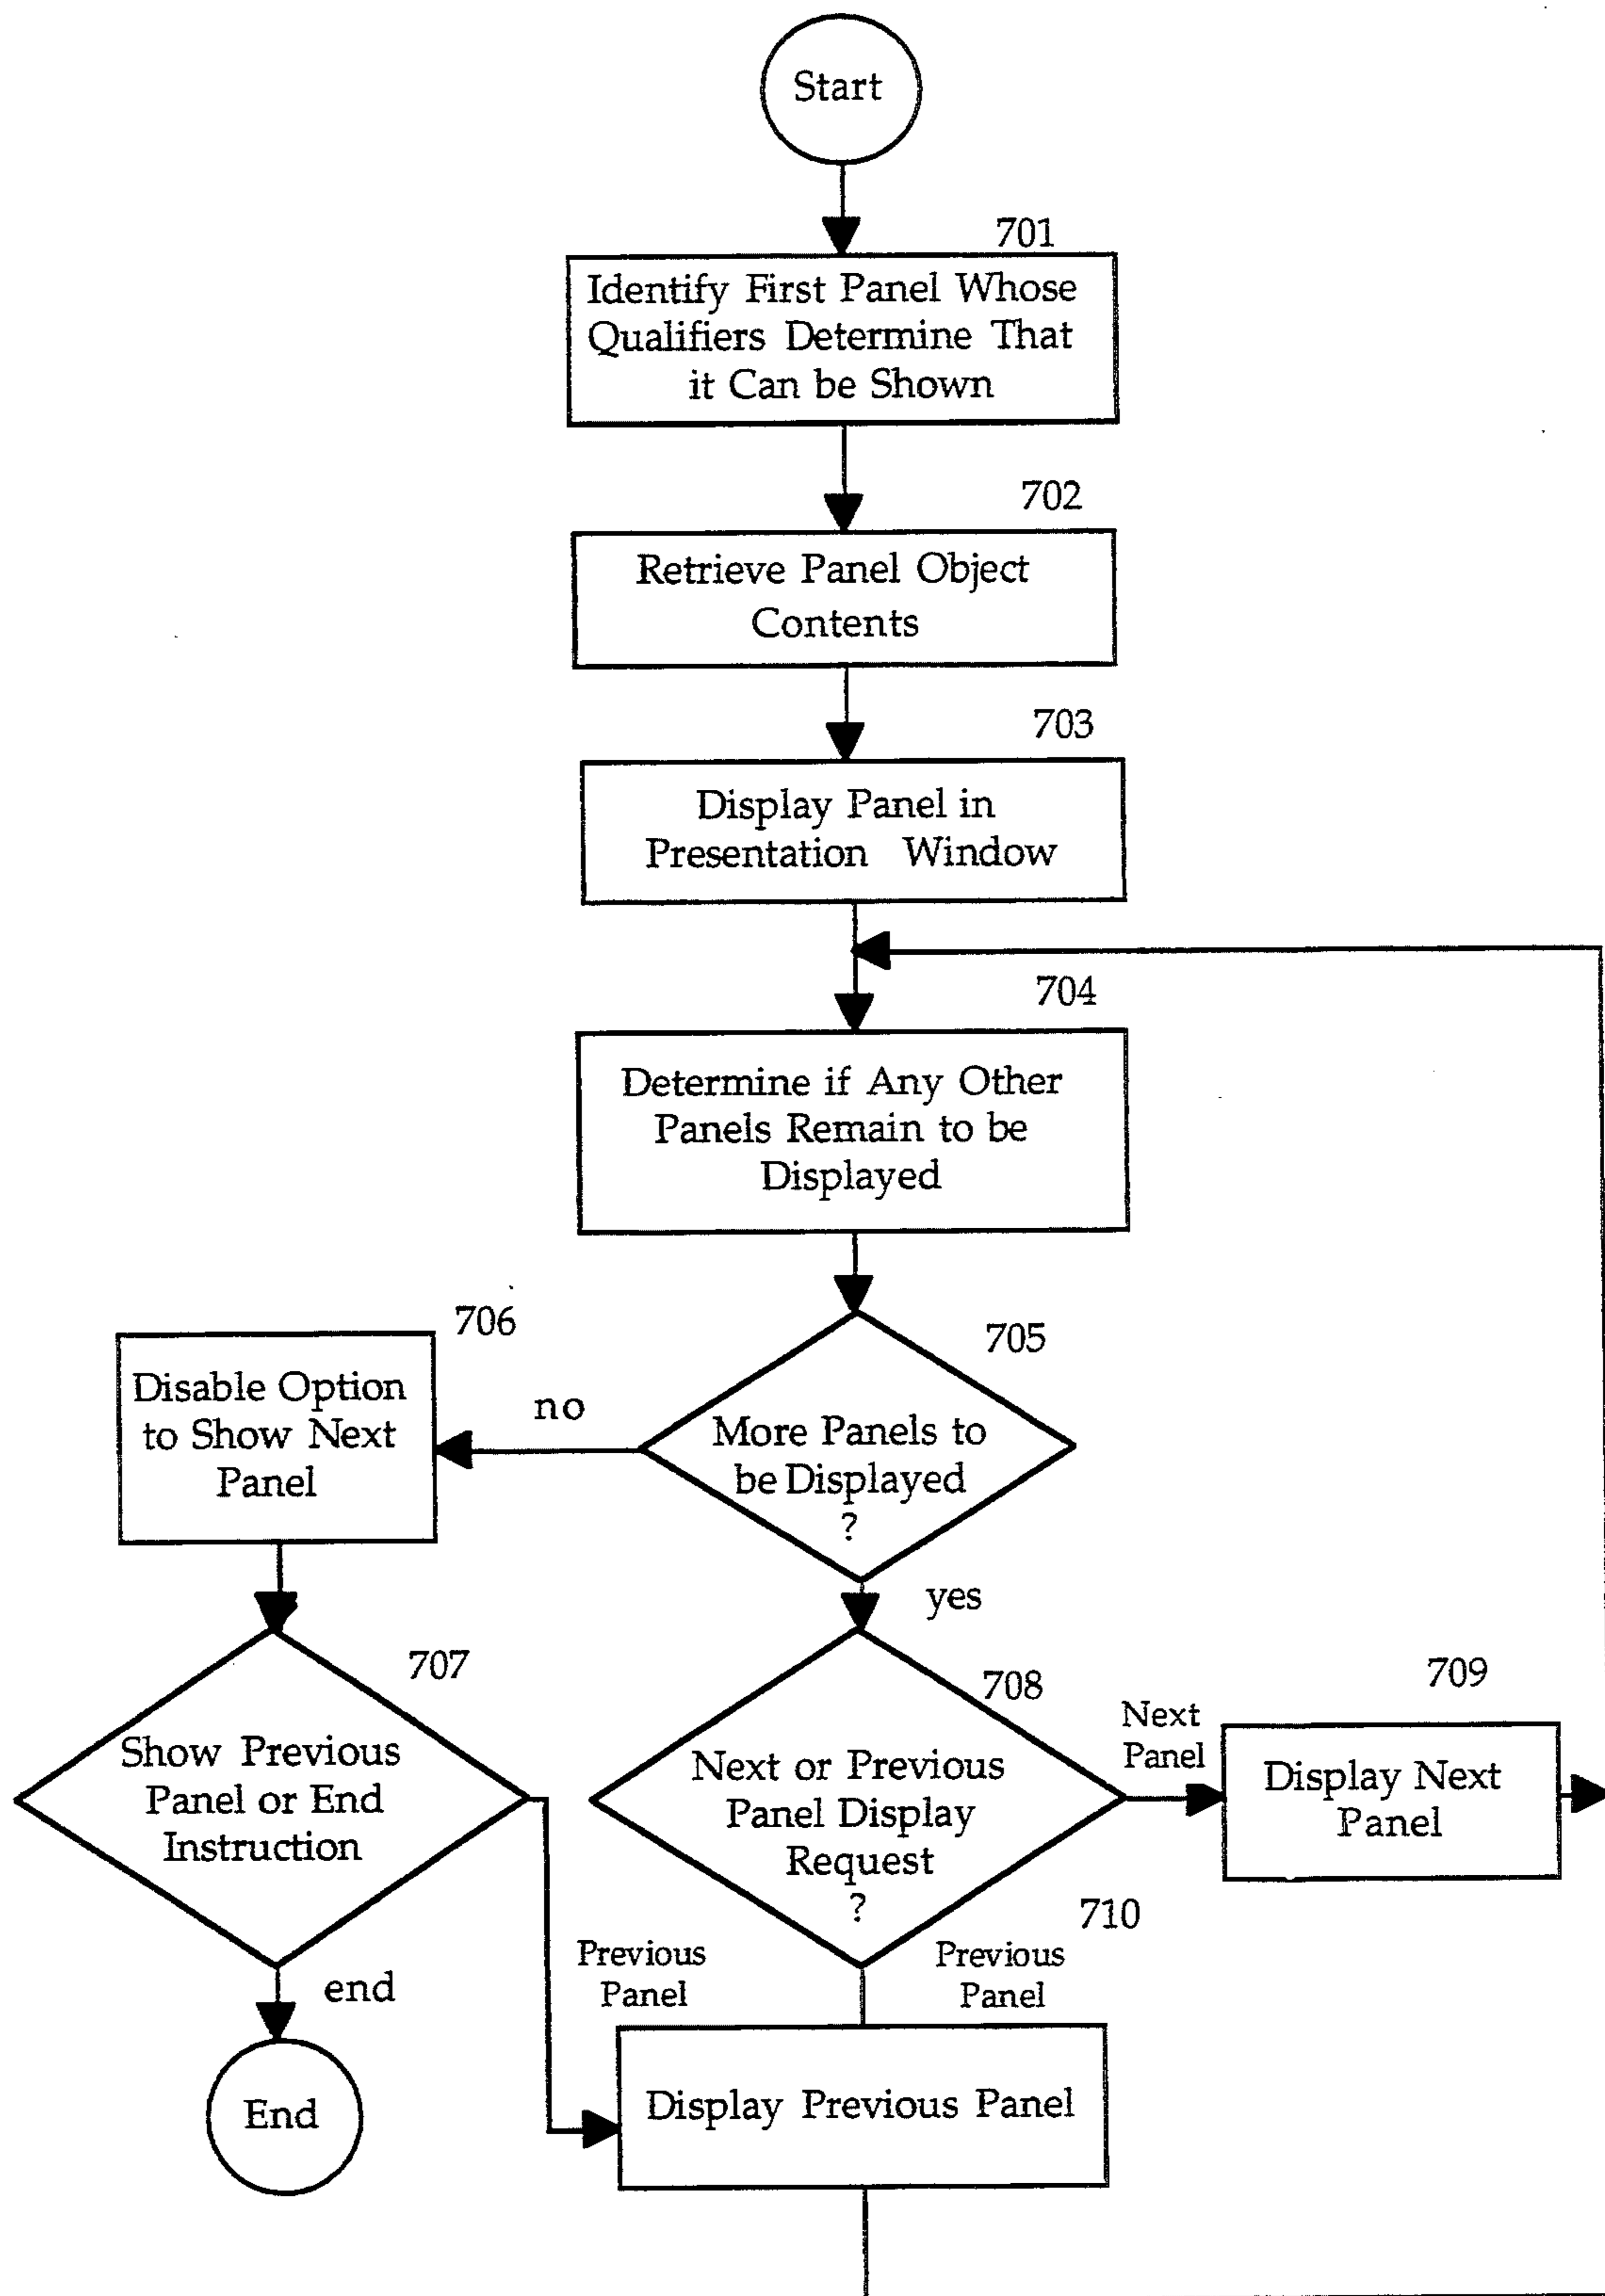 Start
701
Identify First Panel Whose
Qualifiers Determine That
it Can be Shown
702
Retrieve Panel Object
Contents
703
Display Panel in
Presentation Window
704
Determine if Any Other
Panels Remain to be
Displayed
706
Disable Option
to Show Next
Panel
no
705
More Panels to
be Displayed
?
yes
707
Show Previous
Panel or End
Instruction
708
Next or Previous
Panel Display
Request
?
Next
Panel
709
Display Next
Panel
710
end
Previous
Panel
Previous
Panel
End
Display Previous Panel